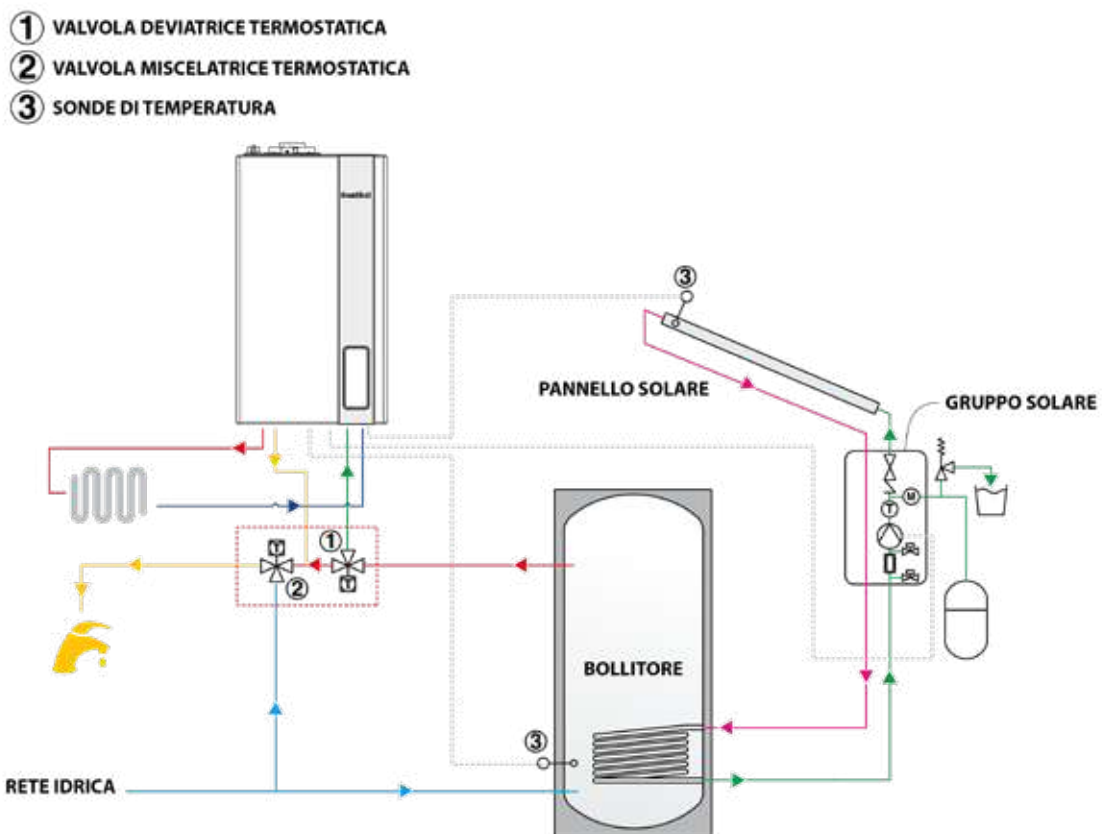 1 VALVOLA DEVIATRICE TERMOSTATICA
2 VALVOLA MISCELATRICE TERMOSTATICA
3 SONDE DI TEMPERATURA
3
PANNELLO SOLARE
GRUPPO SOLARE
M
T
1
T
T
2
BOLLITORE
3
RETE IDRICA